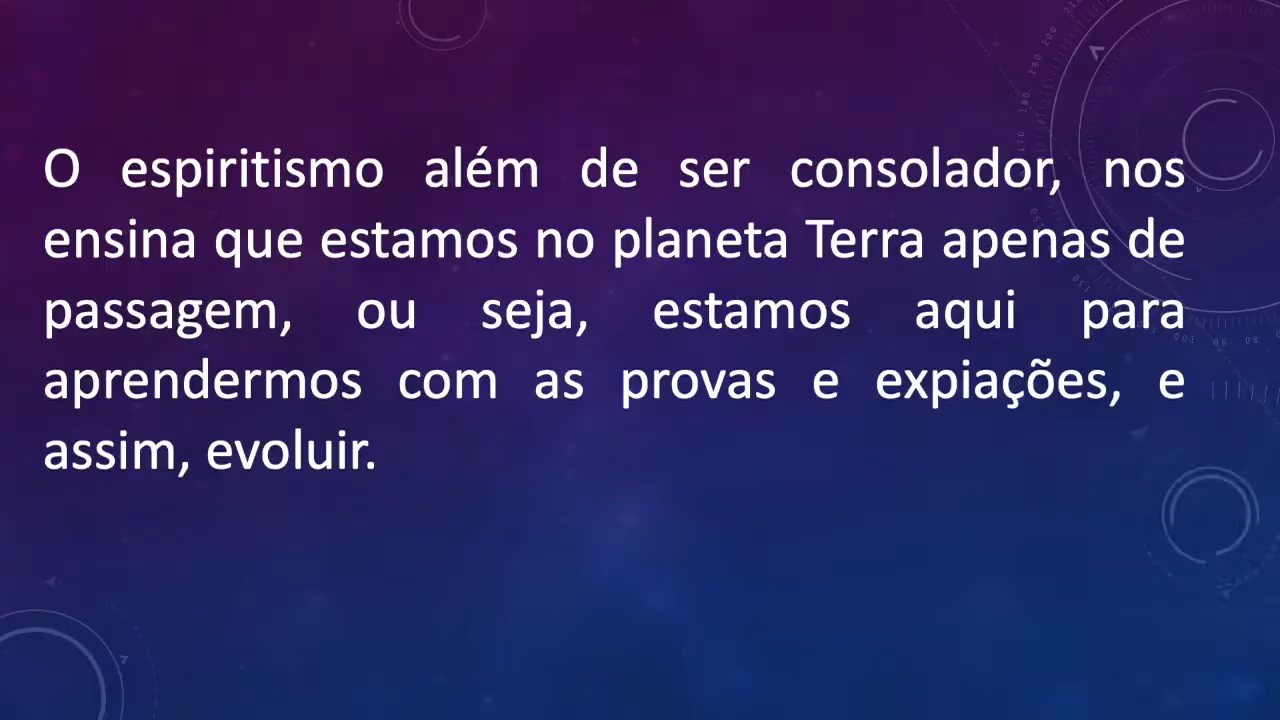 O espiritismo além de ser consolador, nos
ensina que estamos no planeta Terra apenas de
passagem, ou seja, estamos aqui para
aprendermos com as provas e expiações, e
assim, evoluir.